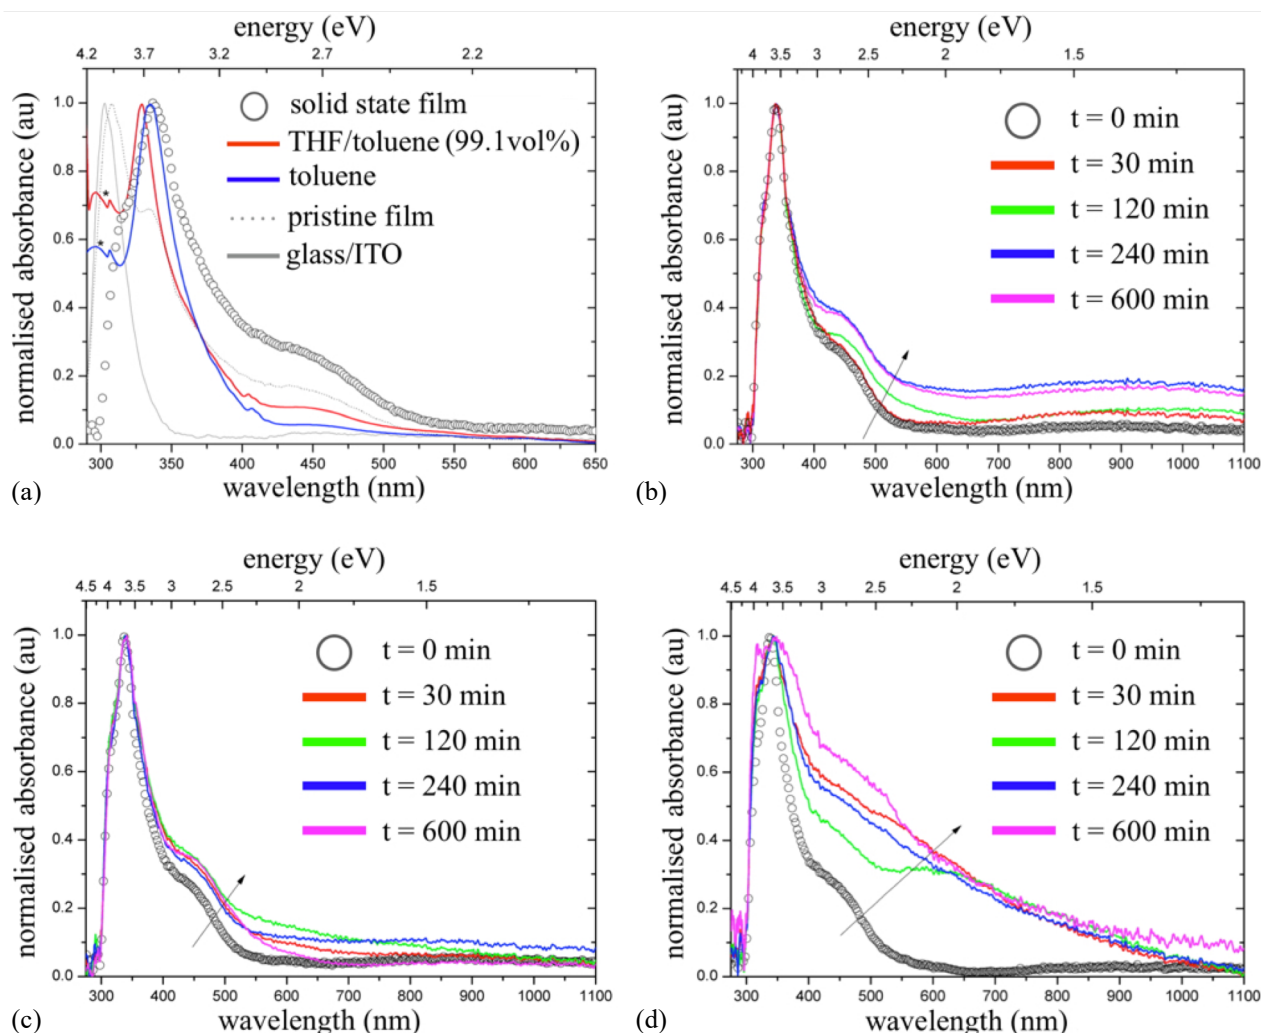 energy (eV)
4.2 3.7 3.2 2.7 2.2
normalised absorbance (au)
1.0
0.8
0.6
0.4
0.2
0.0
solid state film
THF/toluene (99.1vol%)
toluene
pristine film
glass/ITO
*
*
300 350 400 450 500 550 600 650
wavelength (nm)
(a)
energy (eV)
4 3.5 3 2.5 2 1.5
normalised absorbance (au)
1.0
0.8
0.6
0.4
0.2
0.0
t = 0 min
t = 30 min
t = 120 min
t = 240 min
t = 600 min
300 400 500 600 700 800 900 1000 1100
wavelength (nm)
(b)
energy (eV)
4.5 4 3.5 3 2.5 2 1.5
normalised absorbance (au)
1.0
0.8
0.6
0.4
0.2
0.0
t = 0 min
t = 30 min
t = 120 min
t = 240 min
t = 600 min
300 400 500 600 700 800 900 1000 1100
wavelength (nm)
(c)
energy (eV)
4.5 4 3.5 3 2.5 2 1.5
normalised absorbance (au)
1.0
0.8
0.6
0.4
0.2
0.0
t = 0 min
t = 30 min
t = 120 min
t = 240 min
t = 600 min
300 400 500 600 700 800 900 1000 1100
wavelength (nm)
(d)